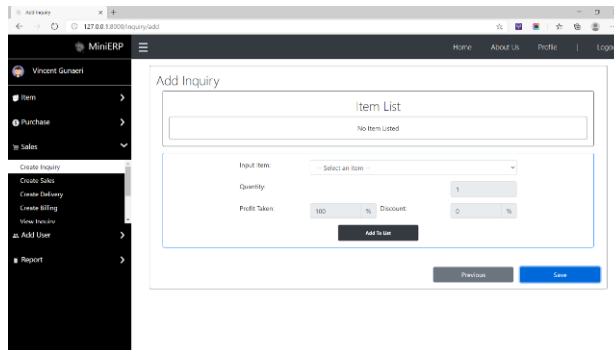 Add Inquiry
127.0.0.1:8000/inquiry/add
MiniERP
Home About Us Profile | Logo
Vincent Gunaeri
Item
Purchase
Sales
Create Inquiry
Create Sales
Create Delivery
Create Billing
View Inquiry
Add User
Report
Add Inquiry
Item List
No Item Listed
Input Item: -- Select an item --
Quantity: 1
Profit Taken: 100 % Discount: 0 %
Add To List
Previous Save